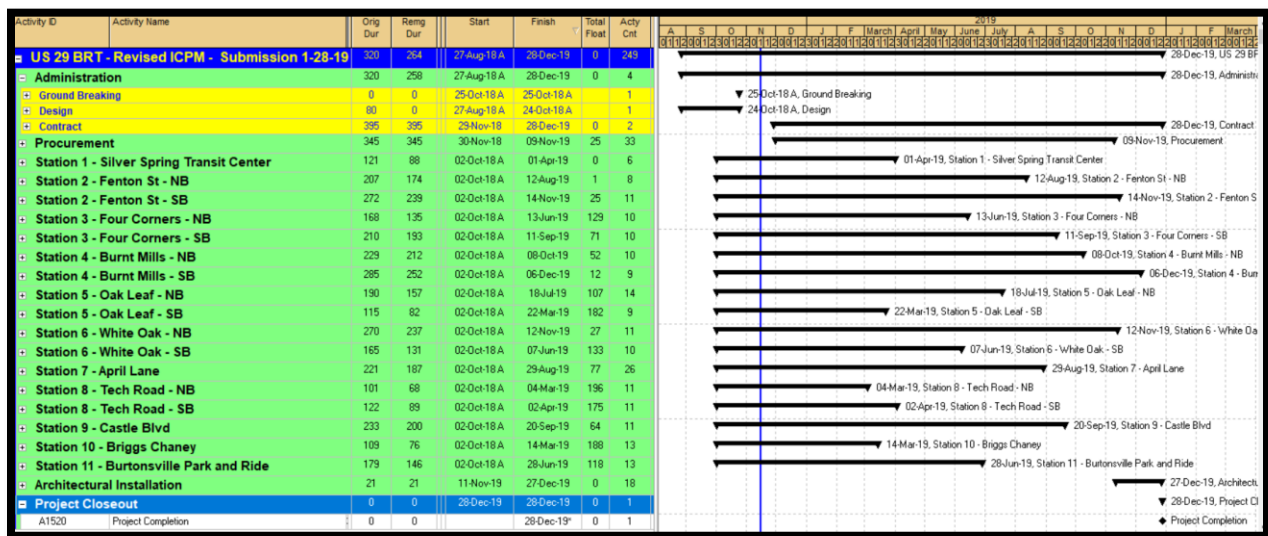 Activity ID Activity Name Orig Dur Remg Dur Start Finish Total Float Acty Cnt
2019
A S O N D J F March April May June July A S O N D J F March
US 29 BRT - Revised ICPM - Submission 1-28-19 320 264 27-Aug-18 A 28-Dec-19 0 249 28-Dec-19, US 29 BF
Administration 320 258 27-Aug-18 A 28-Dec-19 0 4 28-Dec-19, Administra
Ground Breaking 0 0 25-Oct-18 A 25-Oct-18 A 1 25-Oct-18 A, Ground Breaking
Design 80 0 27-Aug-18 A 24-Oct-18 A 1 24-Oct-18 A, Design
Contract 395 395 29-Nov-18 28-Dec-19 0 2 28-Dec-19, Contract
Procurement 345 345 30-Nov-18 09-Nov-19 25 33 09-Nov-19, Procurement
Station 1 - Silver Spring Transit Center 121 88 02-Oct-18 A 01-Apr-19 0 6 01-Apr-19, Station 1 - Silver Spring Transit Center
Station 2 - Fenton St - NB 207 174 02-Oct-18 A 12-Aug-19 1 8 12-Aug-19, Station 2 - Fenton St - NB
Station 2 - Fenton St - SB 272 239 02-Oct-18 A 14-Nov-19 25 11 14-Nov-19, Station 2 - Fenton S
Station 3 - Four Corners - NB 168 135 02-Oct-18 A 13-Jun-19 129 10 13-Jun-19, Station 3 - Four Corners - NB
Station 3 - Four Corners - SB 210 193 02-Oct-18 A 11-Sep-19 71 10 11-Sep-19, Station 3 - Four Corners - SB
Station 4 - Burnt Mills - NB 229 212 02-Oct-18 A 08-Oct-19 52 10 08-Oct-19, Station 4 - Burnt Mills - NB
Station 4 - Burnt Mills - SB 285 252 02-Oct-18 A 06-Dec-19 12 9 06-Dec-19, Station 4 - Burn
Station 5 - Oak Leaf - NB 190 157 02-Oct-18 A 18-Jul-19 107 14 18-Jul-19, Station 5 - Oak Leaf - NB
Station 5 - Oak Leaf - SB 115 82 02-Oct-18 A 22-Mar-19 182 9 22-Mar-19, Station 5 - Oak Leaf - SB
Station 6 - White Oak - NB 270 237 02-Oct-18 A 12-Nov-19 27 11 12-Nov-19, Station 6 - White Oa
Station 6 - White Oak - SB 165 131 02-Oct-18 A 07-Jun-19 133 10 07-Jun-19, Station 6 - White Oak - SB
Station 7 - April Lane 221 187 02-Oct-18 A 29-Aug-19 77 26 29-Aug-19, Station 7 - April Lane
Station 8 - Tech Road - NB 101 68 02-Oct-18 A 04-Mar-19 196 11 04-Mar-19, Station 8 - Tech Road - NB
Station 8 - Tech Road - SB 122 89 02-Oct-18 A 02-Apr-19 175 11 02-Apr-19, Station 8 - Tech Road - SB
Station 9 - Castle Blvd 233 200 02-Oct-18 A 20-Sep-19 64 11 20-Sep-19, Station 9 - Castle Blvd
Station 10 - Briggs Chaney 109 76 02-Oct-18 A 14-Mar-19 188 13 14-Mar-19, Station 10 - Briggs Chaney
Station 11 - Burtonsville Park and Ride 179 146 02-Oct-18 A 28-Jun-19 118 13 28-Jun-19, Station 11 - Burtonsville Park and Ride
Architectural Installation 21 21 11-Nov-19 27-Dec-19 0 18 27-Dec-19, Architectu
Project Closeout 0 0 28-Dec-19 28-Dec-19 0 1 28-Dec-19, Project Cl
A1520 Project Completion 0 0 28-Dec-19* 0 1 Project Completion